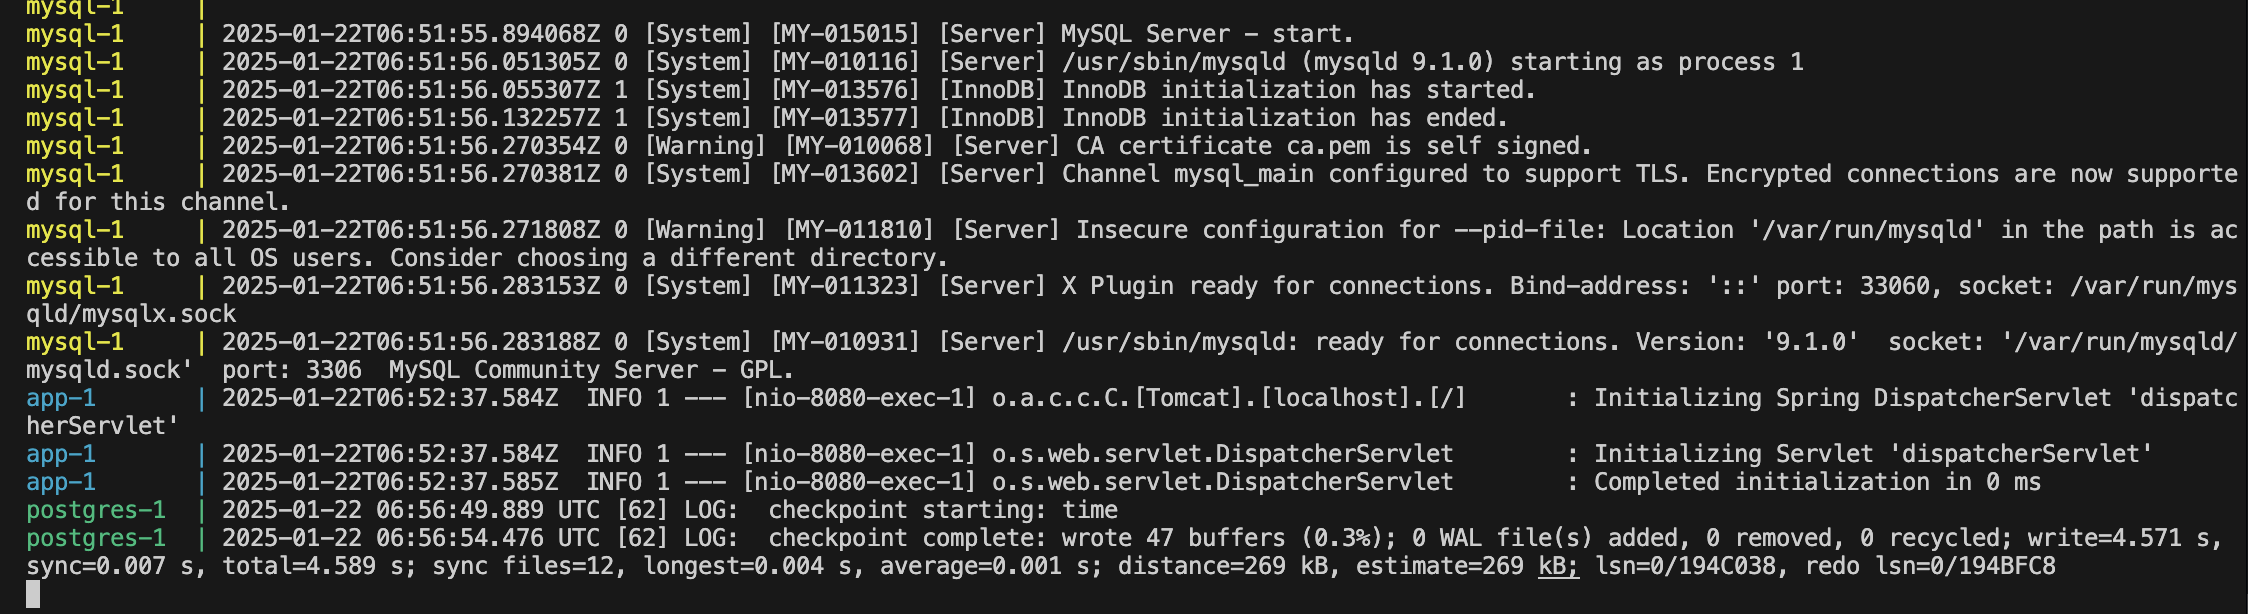 mysql-1      |
mysql-1      | 2025-01-22T06:51:55.894068Z 0 [System] [MY-015015] [Server] MySQL Server - start.
mysql-1      | 2025-01-22T06:51:56.051305Z 0 [System] [MY-010116] [Server] /usr/sbin/mysqld (mysqld 9.1.0) starting as process 1
mysql-1      | 2025-01-22T06:51:56.055307Z 1 [System] [MY-013576] [InnoDB] InnoDB initialization has started.
mysql-1      | 2025-01-22T06:51:56.132257Z 1 [System] [MY-013577] [InnoDB] InnoDB initialization has ended.
mysql-1      | 2025-01-22T06:51:56.270354Z 0 [Warning] [MY-010068] [Server] CA certificate ca.pem is self signed.
mysql-1      | 2025-01-22T06:51:56.270381Z 0 [System] [MY-013602] [Server] Channel mysql_main configured to support TLS. Encrypted connections are now supporte
d for this channel.
mysql-1      | 2025-01-22T06:51:56.271808Z 0 [Warning] [MY-011810] [Server] Insecure configuration for --pid-file: Location '/var/run/mysqld' in the path is ac
cessible to all OS users. Consider choosing a different directory.
mysql-1      | 2025-01-22T06:51:56.283153Z 0 [System] [MY-011323] [Server] X Plugin ready for connections. Bind-address: '::' port: 33060, socket: /var/run/mys
qld/mysqlx.sock
mysql-1      | 2025-01-22T06:51:56.283188Z 0 [System] [MY-010931] [Server] /usr/sbin/mysqld: ready for connections. Version: '9.1.0'  socket: '/var/run/mysqld/
mysqld.sock'  port: 3306  MySQL Community Server - GPL.
app-1        | 2025-01-22T06:52:37.584Z  INFO 1 --- [nio-8080-exec-1] o.a.c.c.C.[Tomcat].[localhost].[/]       : Initializing Spring DispatcherServlet 'dispatc
herServlet'
app-1        | 2025-01-22T06:52:37.584Z  INFO 1 --- [nio-8080-exec-1] o.s.web.servlet.DispatcherServlet        : Initializing Servlet 'dispatcherServlet'
app-1        | 2025-01-22T06:52:37.585Z  INFO 1 --- [nio-8080-exec-1] o.s.web.servlet.DispatcherServlet        : Completed initialization in 0 ms
postgres-1   | 2025-01-22 06:56:49.889 UTC [62] LOG:  checkpoint starting: time
postgres-1   | 2025-01-22 06:56:54.476 UTC [62] LOG:  checkpoint complete: wrote 47 buffers (0.3%); 0 WAL file(s) added, 0 removed, 0 recycled; write=4.571 s,
sync=0.007 s, total=4.589 s; sync files=12, longest=0.004 s, average=0.001 s; distance=269 kB, estimate=269 kB; lsn=0/194C038, redo lsn=0/194BFC8